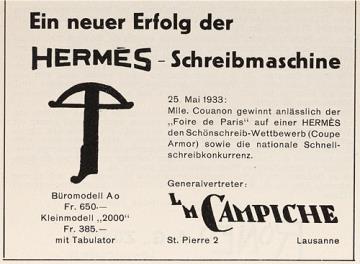 Ein neuer Erfolg der
HERMES - Schreibmaschine
25. Mai 1933:
Mlle. Couanon gewinnt anlässlich der
„Foire de Paris" auf einer HERMES
den Schönschreib-Wettbewerb (Coupe
Armor) sowie die nationale Schnell-
schreibkonkurrenz.
Büromodell Ao
Fr. 650.—
Kleinmodell „2000"
Fr. 385.—
mit Tabulator
Generalvertreter:
LM CAMPICHE
St. Pierre 2 Lausanne